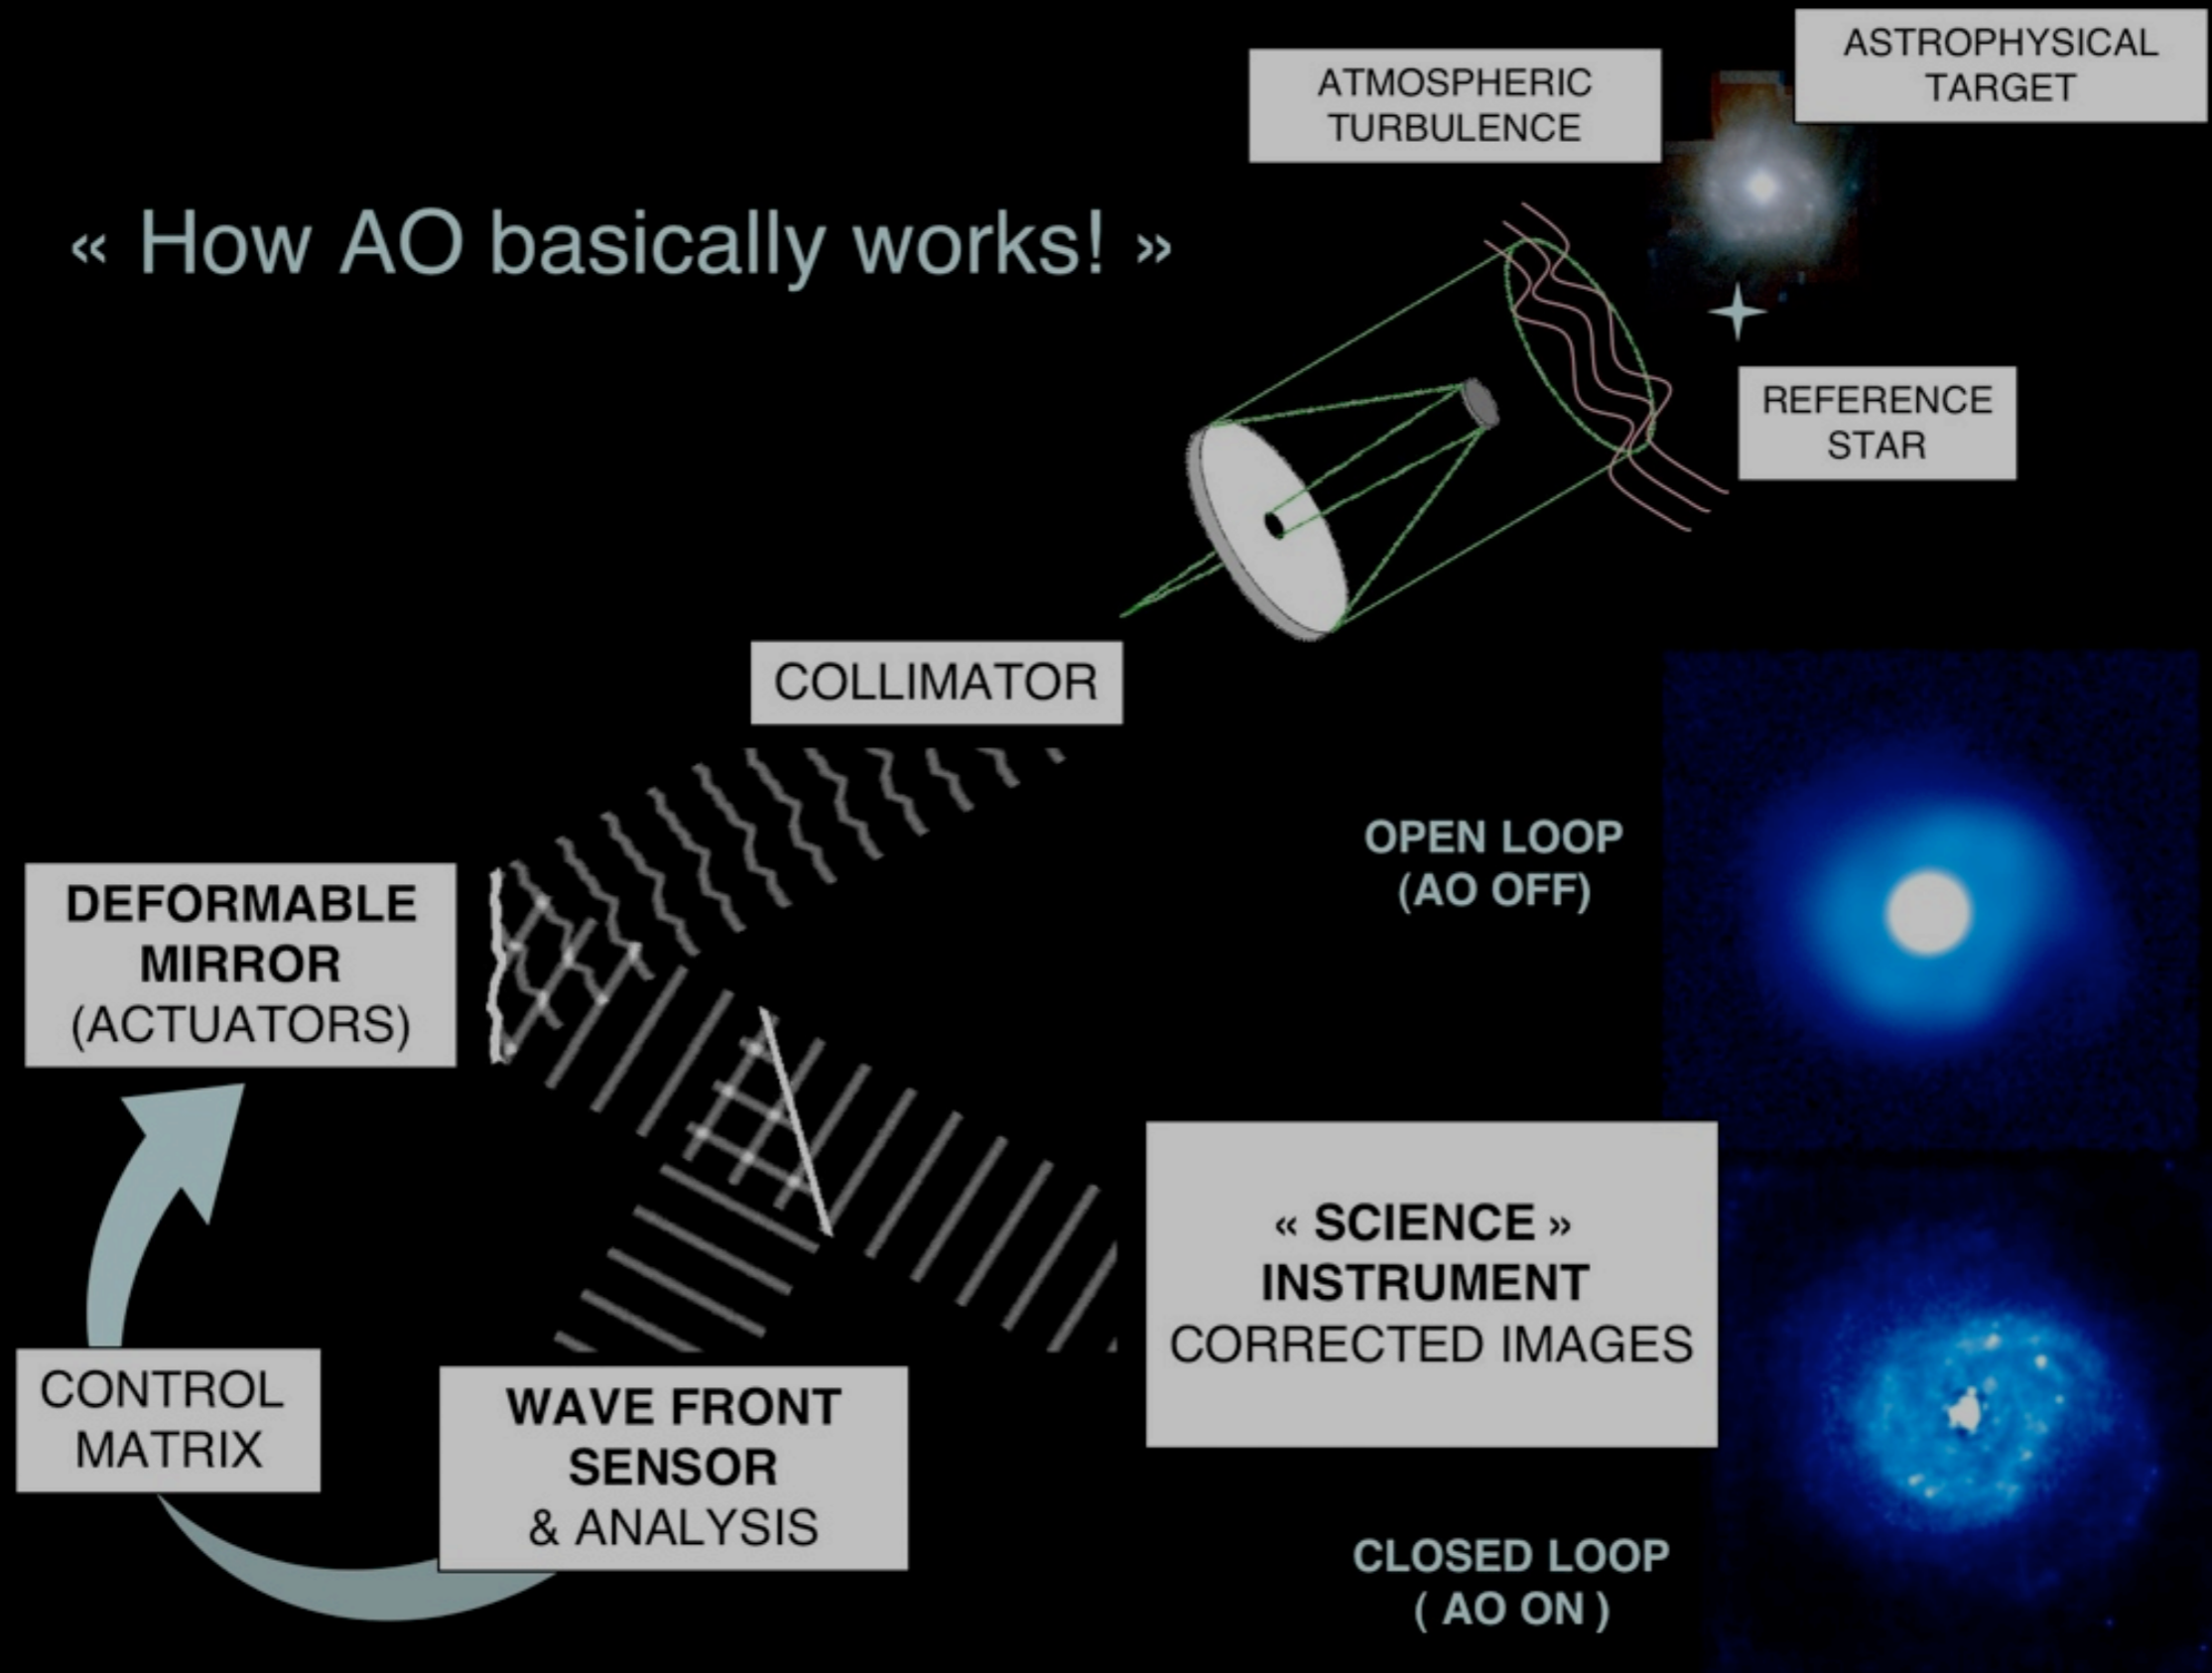 ASTROPHYSICAL
TARGET
ATMOSPHERIC
TURBULENCE
« How AO basically works! »
REFERENCE
STAR
COLLIMATOR
OPEN LOOP
(AO OFF)
DEFORMABLE
MIRROR
(ACTUATORS)
« SCIENCE »
INSTRUMENT
CORRECTED IMAGES
CONTROL
MATRIX
WAVE FRONT
SENSOR
& ANALYSIS
CLOSED LOOP
( AO ON )